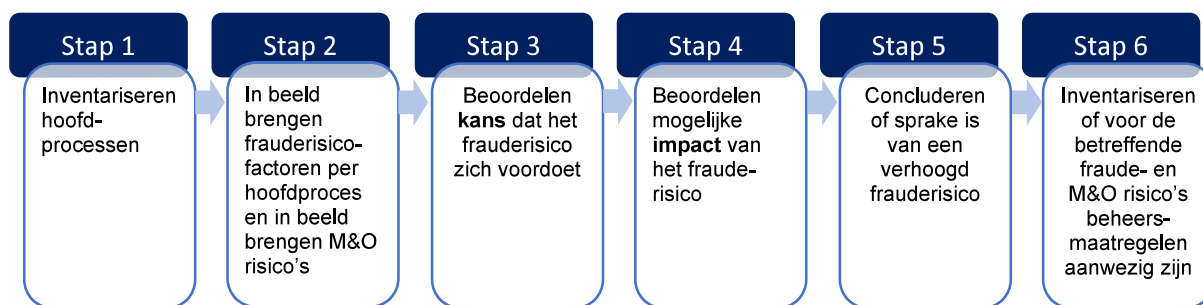 Stap 1
Inventariseren
hoofd-
processen
Stap 2
In beeld
brengen
frauderisico-
factoren per
hoofdproces
en in beeld
brengen M&O
risico's
Stap 3
Beoordelen
kans dat het
frauderisico
zich voordoet
Stap 4
Beoordelen
mogelijke
impact van
het fraude-
risico
Stap 5
Concluderen
of sprake is
van een
verhoogd
frauderisico
Stap 6
Inventariseren
of voor de
betreffende
fraude- en
M&O risico's
beheers-
maatregelen
aanwezig zijn